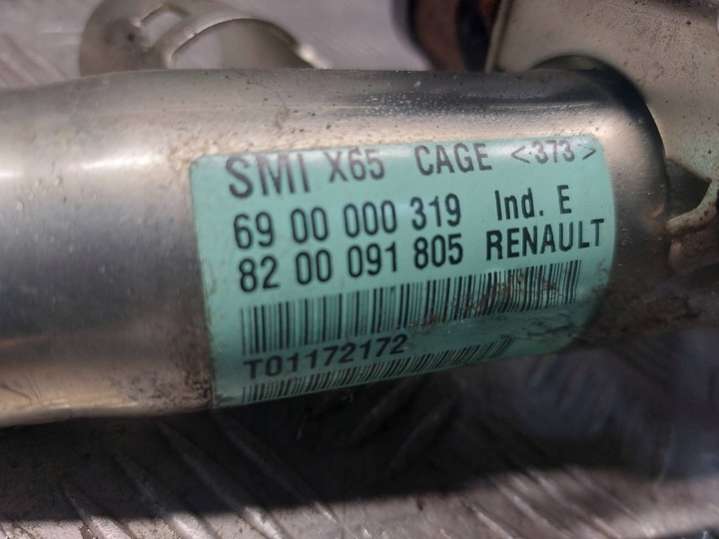 SMI X65 CAGE <373>
69 00 000 319 Ind. E
82 00 091 805 RENAULT
T01172172